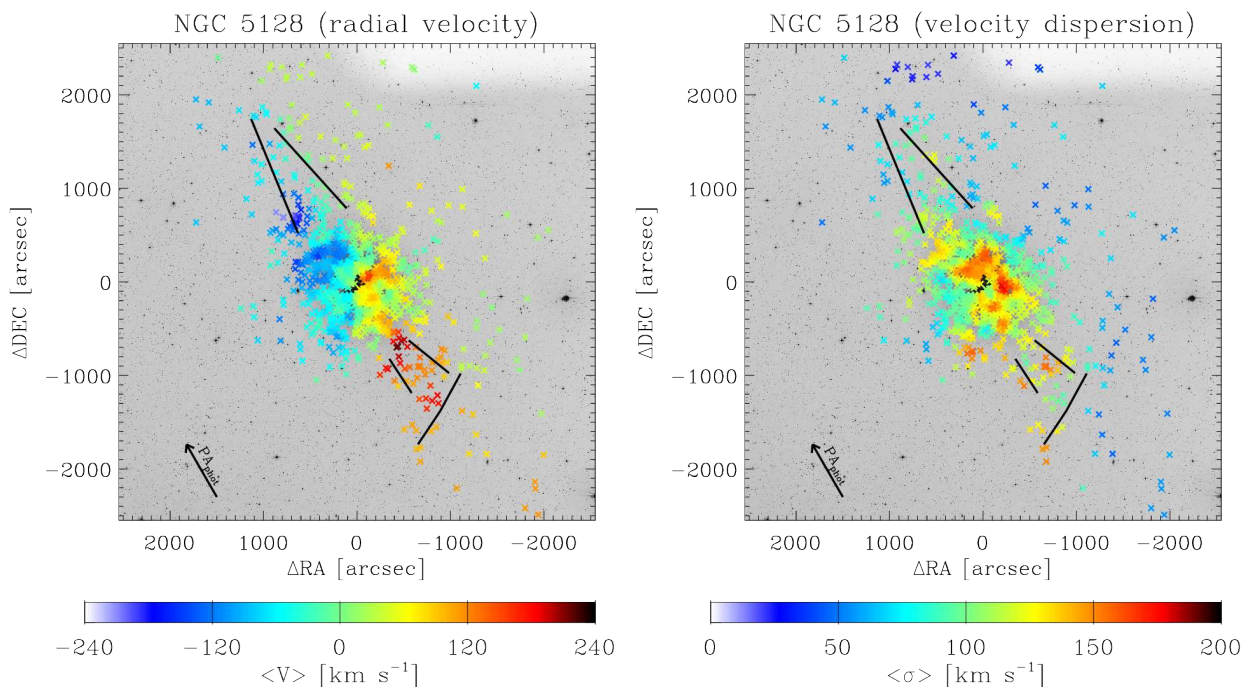 NGC 5128 (radial velocity)
2000
1000
0
−1000
−2000
ΔDEC [arcsec]
PAphot
2000 1000 0 −1000 −2000
ΔRA [arcsec]
−240 −120 0 120 240
<V> [km s⁻¹]
NGC 5128 (velocity dispersion)
2000
1000
0
−1000
−2000
ΔDEC [arcsec]
PAphot
2000 1000 0 −1000 −2000
ΔRA [arcsec]
0 50 100 150 200
<σ> [km s⁻¹]